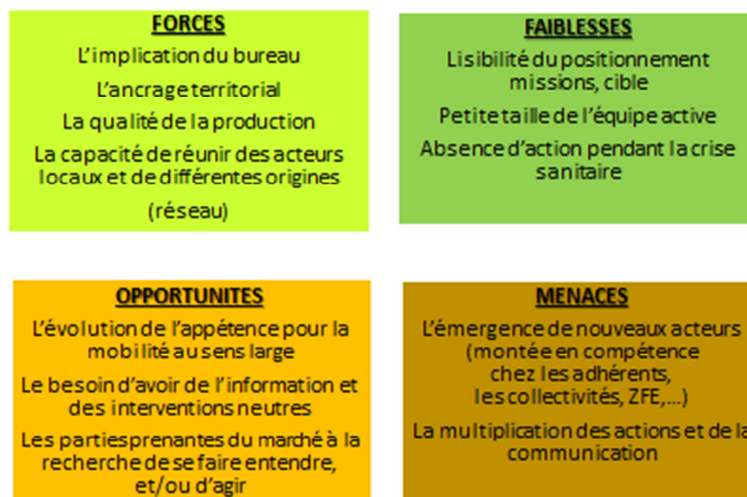 FORCES
L'implication du bureau
L'ancrage territorial
La qualité de la production
La capacité de réunir des acteurs
locaux et de différentes origines
(réseau)
FAIBLESSES
Lisibilité du positionnement
missions, cible
Petite taille de l'équipe active
Absence d'action pendant la crise
sanitaire
OPPORTUNITES
L'évolution de l'appétence pour la
mobilité au sens large
Le besoin d'avoir de l'information et
des interventions neutres
Les parties prenantes du marché à la
recherche de se faire entendre,
et/ou d'agir
MENACES
L'émergence de nouveaux acteurs
(montée en compétence
chez les adhérents,
les collectivités, ZFE,...)
La multiplication des actions et de la
communication